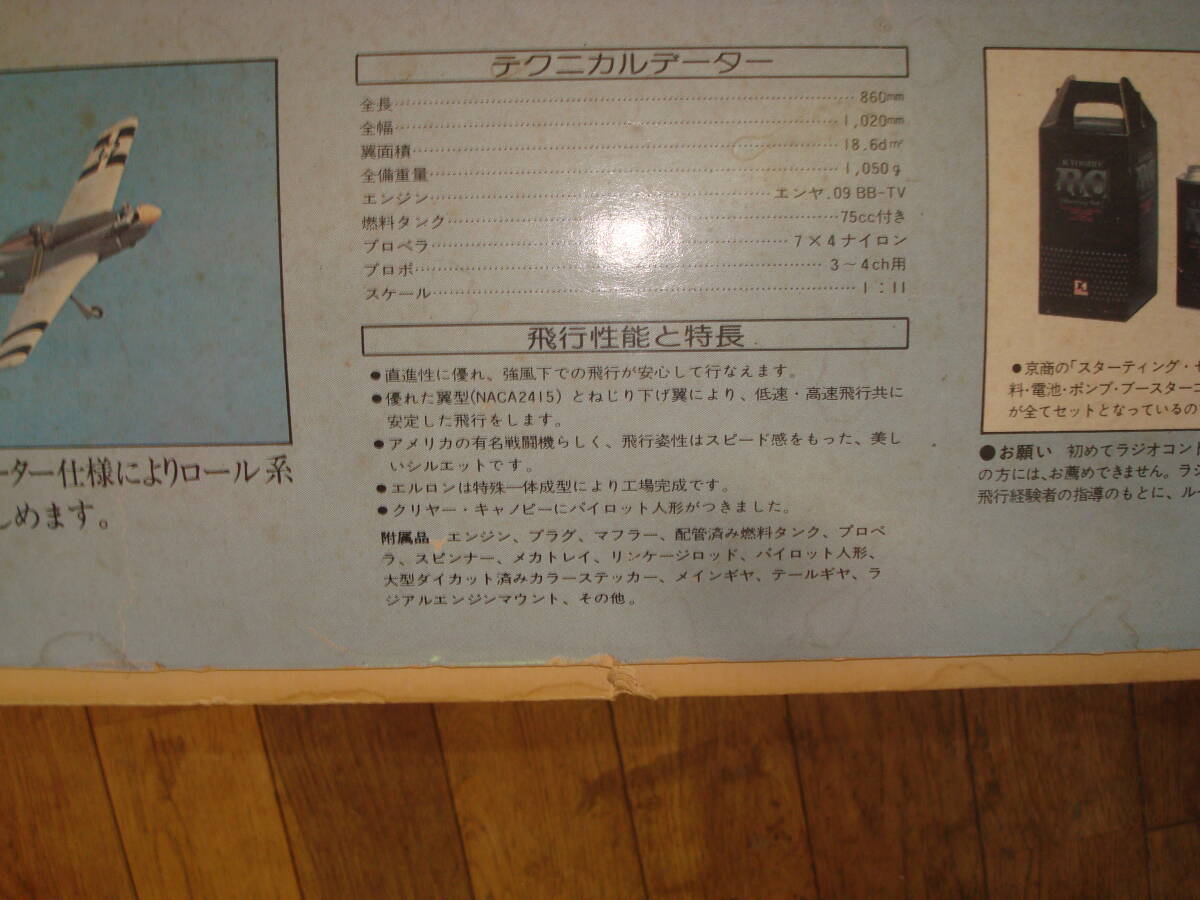 ーター仕様によりロール系
しめます。
テクニカルデーター
全長 860mm
全幅 1,020mm
翼面積 18.6d㎡
全備重量 1,050g
エンジン エンヤ.09 BB-TV
燃料タンク 75cc付き
プロペラ 7×4ナイロン
プロポ 3〜4ch用
スケール 1:11
飛行性能と特長
●直進性に優れ、強風下での飛行が安心して行なえます。
●優れた翼型(NACA2415)とねじり下げ翼により、低速・高速飛行共に
安定した飛行をします。
●アメリカの有名戦闘機らしく、飛行姿性はスピード感をもった、美し
いシルエットです。
●エルロンは特殊一体成型により工場完成です。
●クリヤー・キャノピーにパイロット人形がつきました。
附属品 エンジン、プラグ、マフラー、配管済み燃料タンク、プロペ
ラ、スピンナー、メカトレイ、リンケージロッド、パイロット人形、
大型ダイカット済みカラーステッカー、メインギヤ、テールギヤ、ラ
ジアルエンジンマウント、その他。
KYOSHO
●京商の「スターティング・セ
料・電池・ポンプ・ブースターコ
が全てセットとなっているの
●お願い 初めてラジオコント
の方には、お薦めできません。ラジ
飛行経験者の指導のもとに、ル